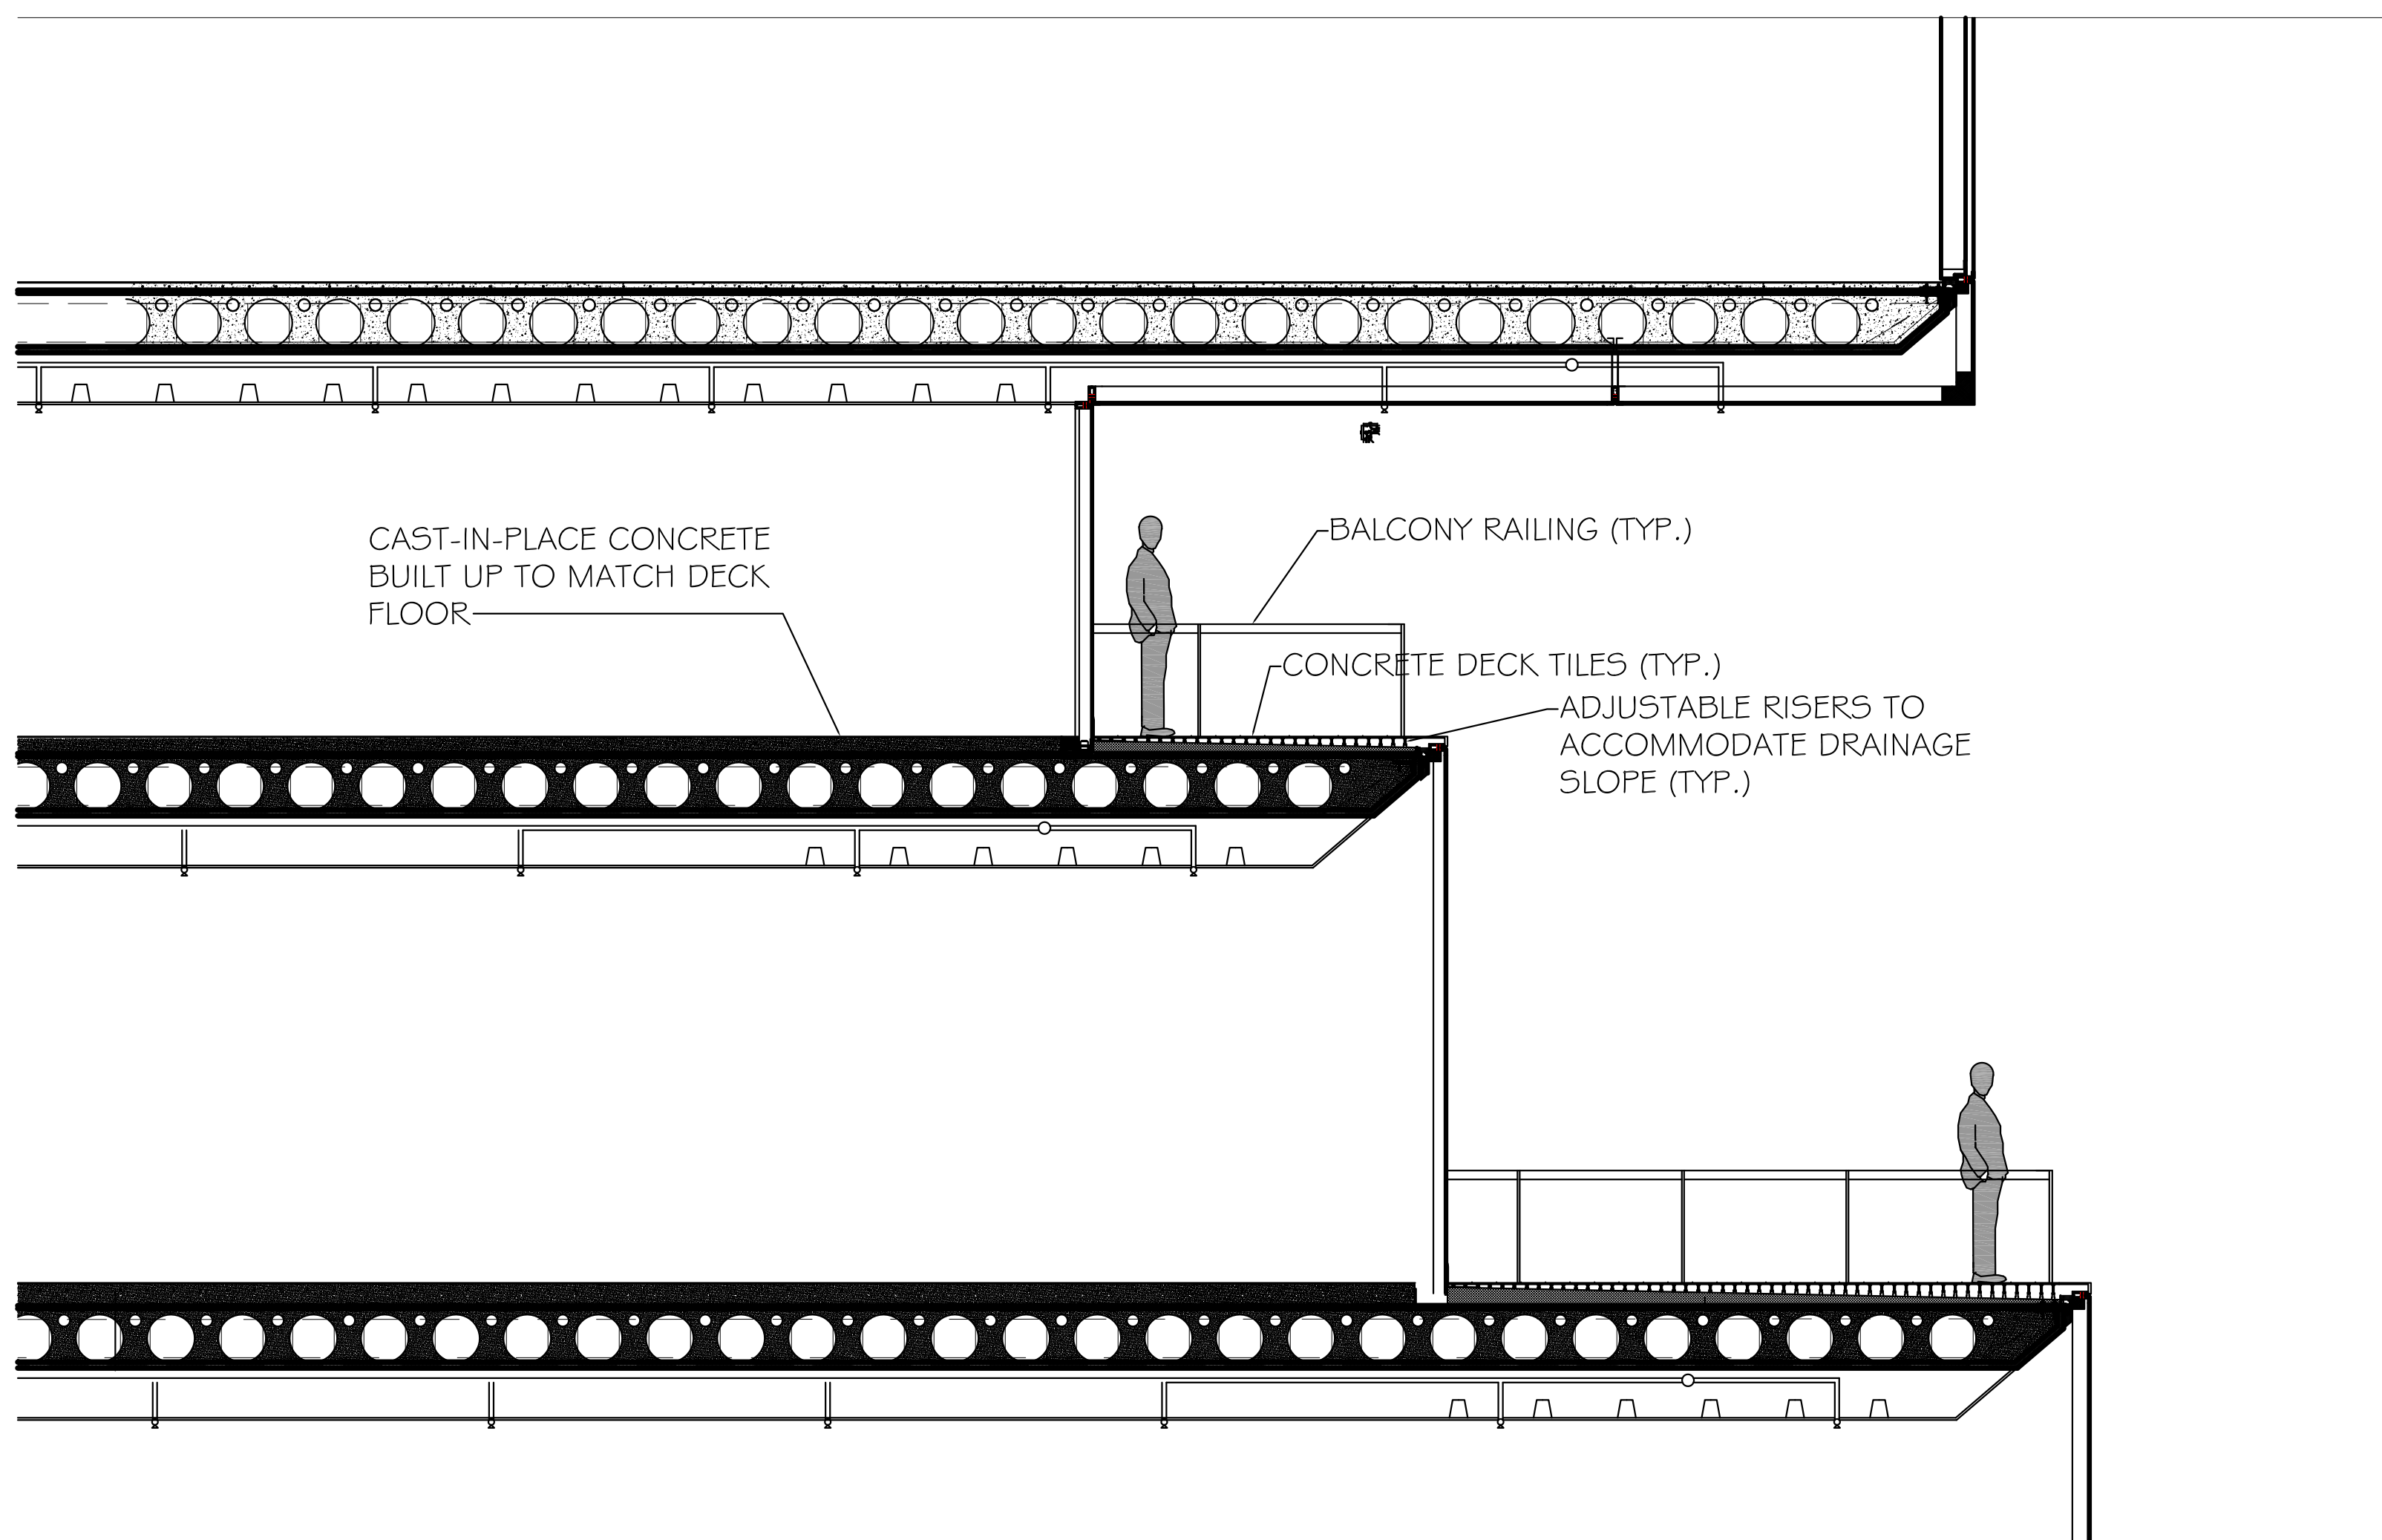 CAST-IN-PLACE CONCRETE
BUILT UP TO MATCH DECK
FLOOR
BALCONY RAILING (TYP.)
CONCRETE DECK TILES (TYP.)
ADJUSTABLE RISERS TO
ACCOMMODATE DRAINAGE
SLOPE (TYP.)